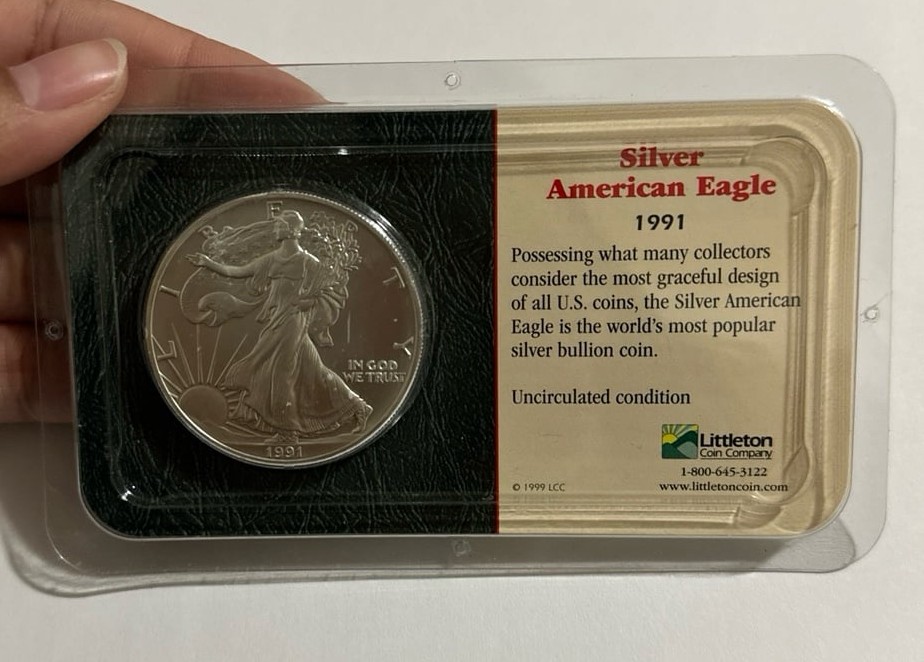 LIBERTY
IN GOD
WE TRUST
1991
Silver
American Eagle
1991
Possessing what many collectors
consider the most graceful design
of all U.S. coins, the Silver American
Eagle is the world's most popular
silver bullion coin.
Uncirculated condition
Littleton
Coin Company
1-800-645-3122
© 1999 LCC
www.littletoncoin.com